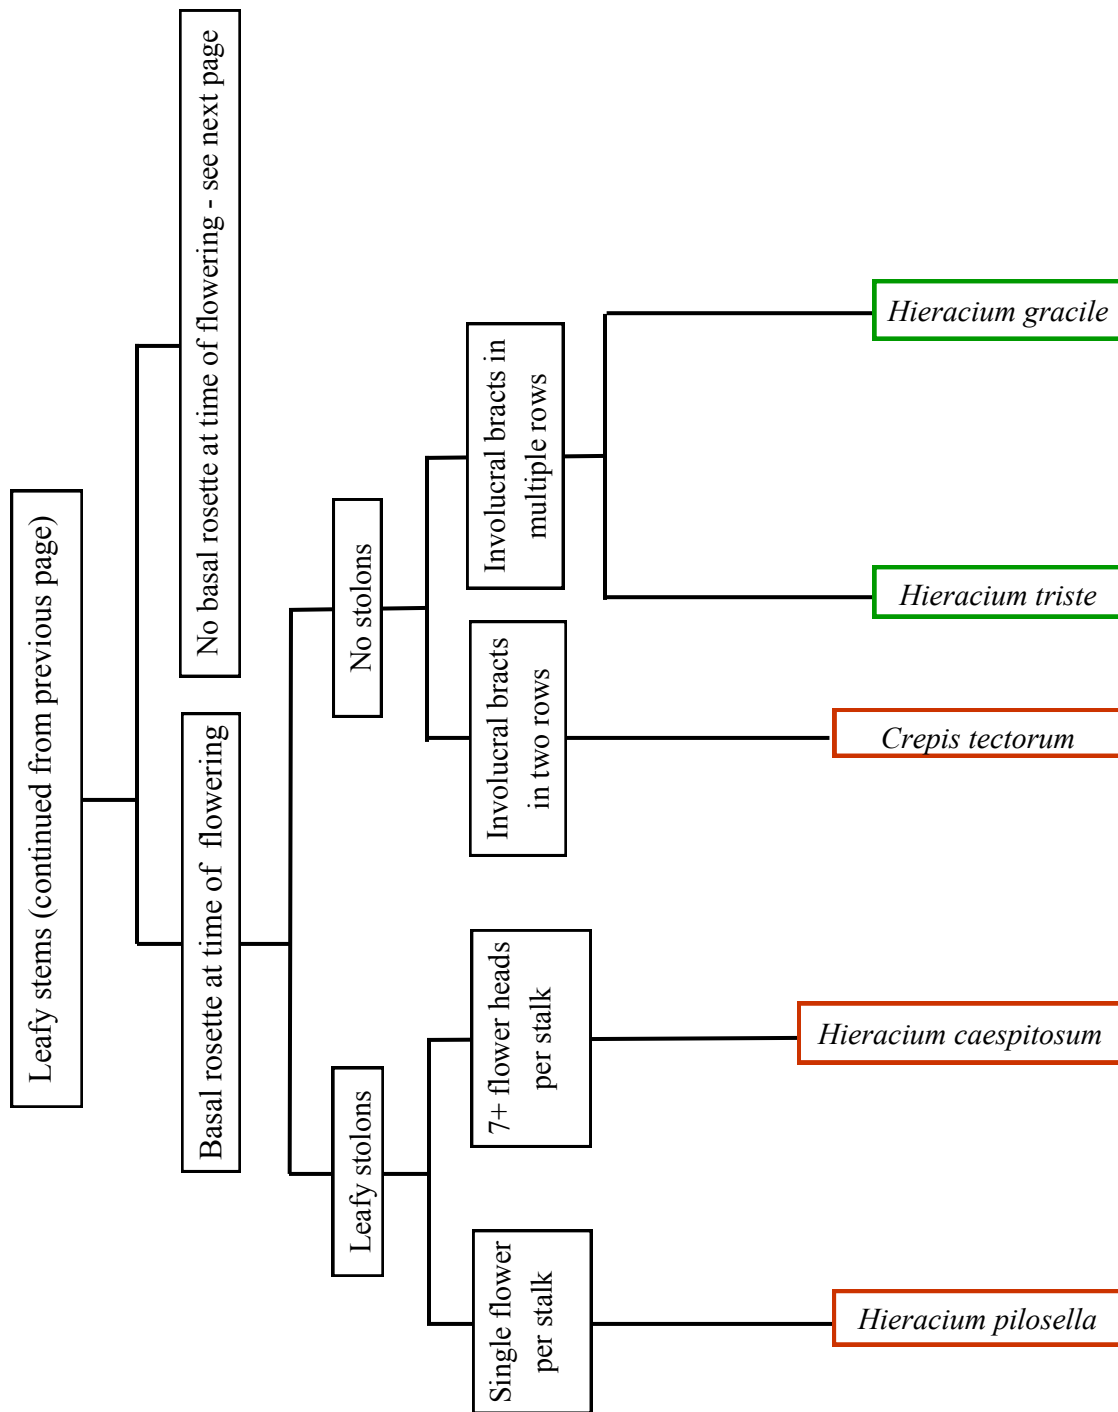 Leafy stems (continued from previous page)
Basal rosette at time of flowering
No basal rosette at time of flowering - see next page
Leafy stolons
No stolons
Single flower
per stalk
7+ flower heads
per stalk
Involucral bracts
in two rows
Involucral bracts in
multiple rows
Hieracium pilosella
Hieracium caespitosum
Crepis tectorum
Hieracium triste
Hieracium gracile